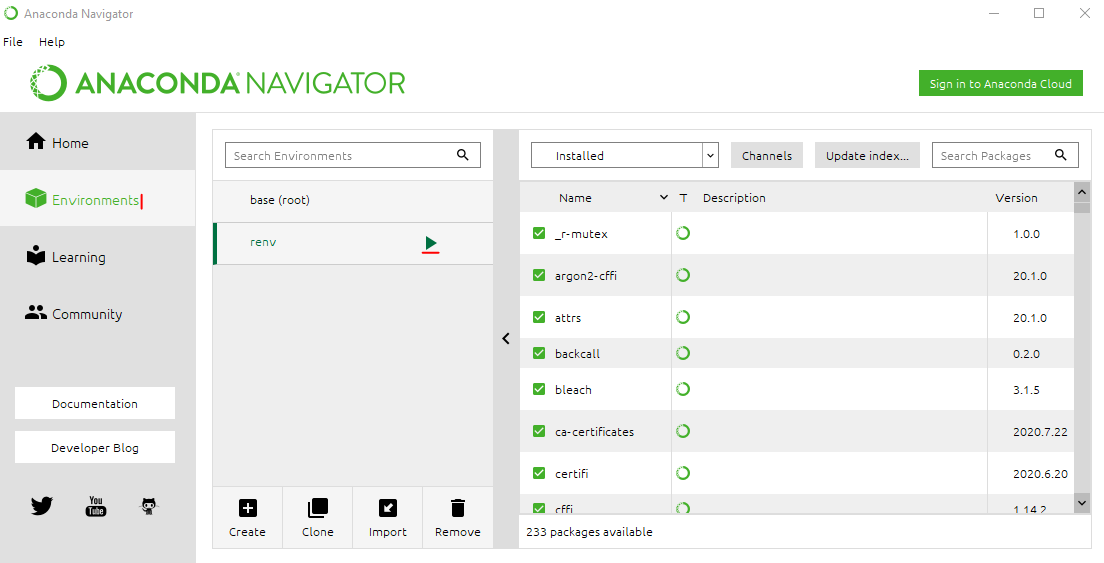 Anaconda Navigator
File Help
ANACONDA NAVIGATOR
Sign in to Anaconda Cloud
Home
Environments
Learning
Community
Documentation
Developer Blog
You
Tube
Search Environments
base (root)
renv
Create Clone Import Remove
Installed Channels Update index... Search Packages
Name T Description Version
_r-mutex 1.0.0
argon2-cffi 20.1.0
attrs 20.1.0
backcall 0.2.0
bleach 3.1.5
ca-certificates 2020.7.22
certifi 2020.6.20
cffi 1.14.2
233 packages available